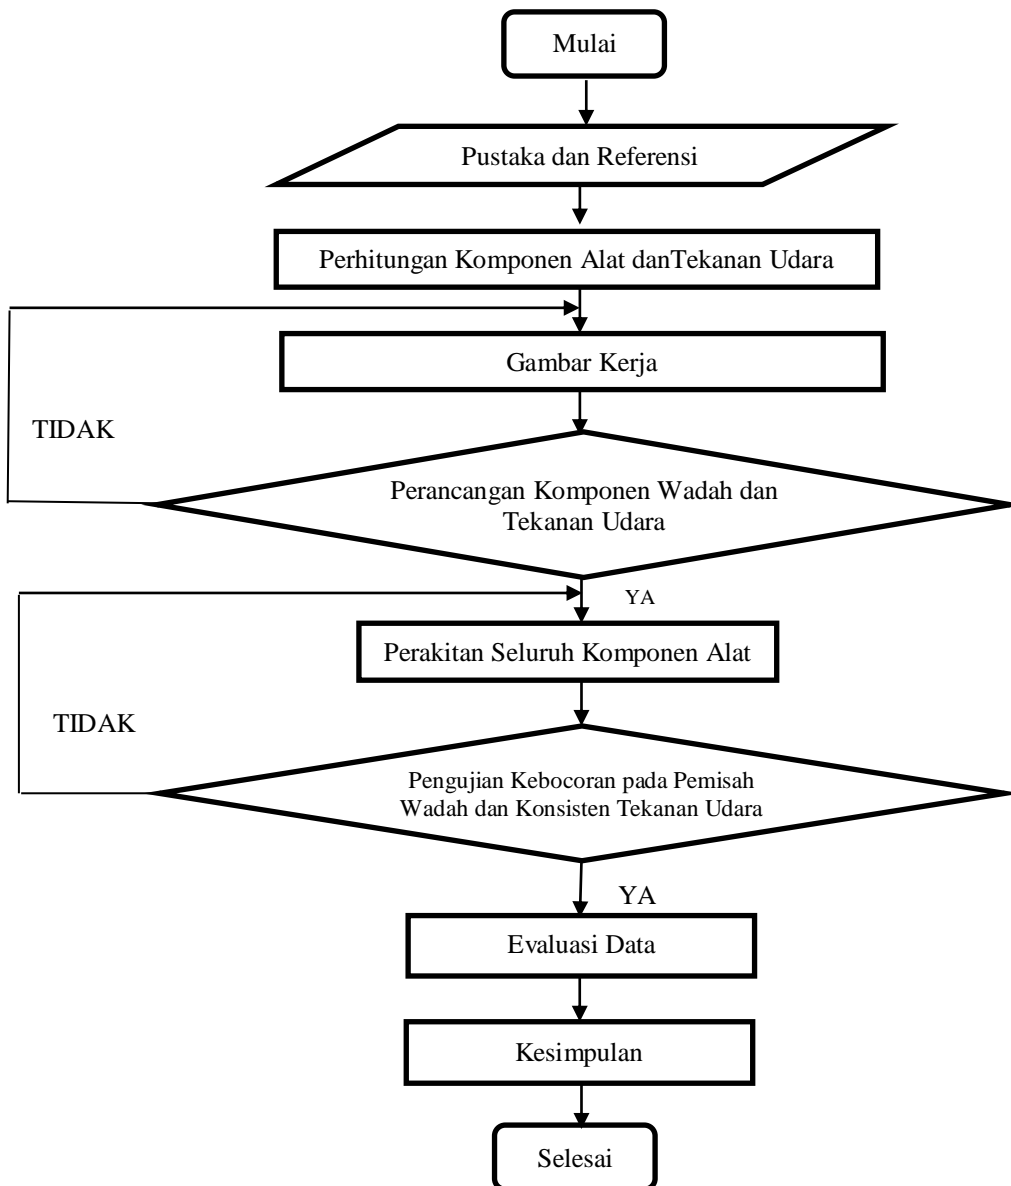 Mulai
Pustaka dan Referensi
Perhitungan Komponen Alat danTekanan Udara
Gambar Kerja
TIDAK
Perancangan Komponen Wadah dan
Tekanan Udara
YA
Perakitan Seluruh Komponen Alat
TIDAK
Pengujian Kebocoran pada Pemisah
Wadah dan Konsisten Tekanan Udara
YA
Evaluasi Data
Kesimpulan
Selesai